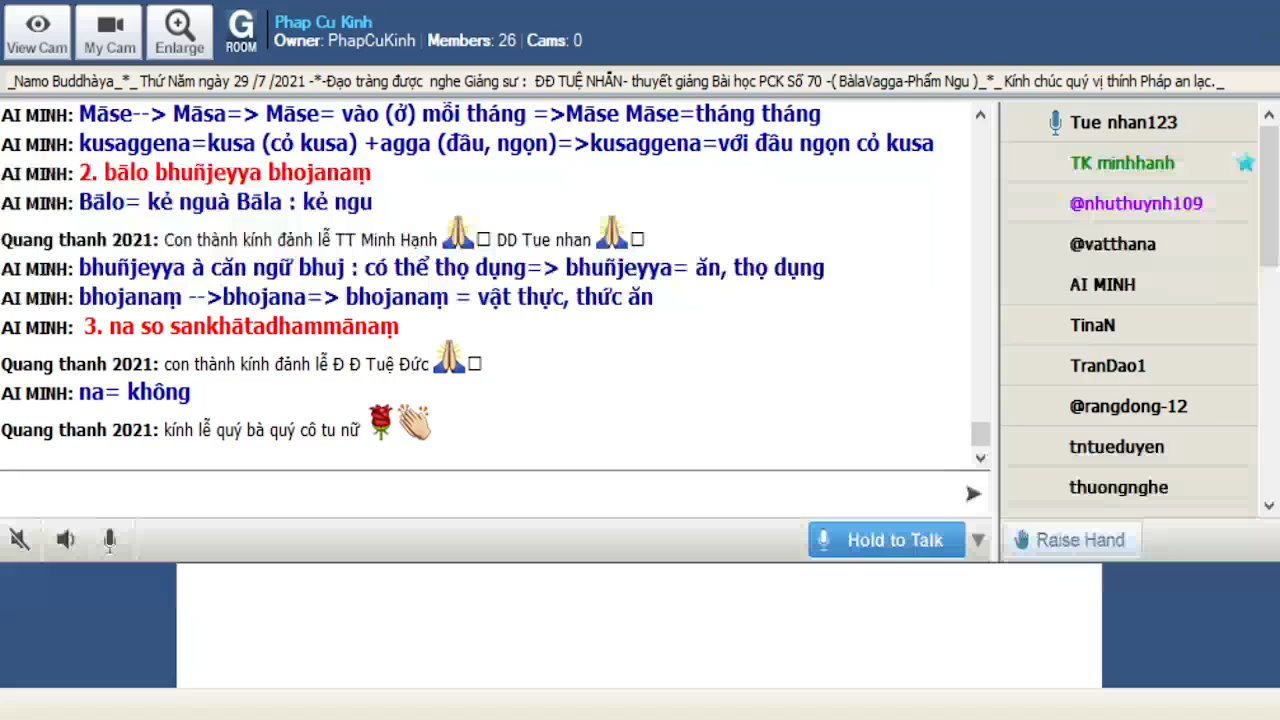 View Cam
My Cam
Enlarge
G
ROOM
Phap Cu Kinh
Owner: PhapCuKinh | Members: 26 | Cams: 0
_Namo Buddhàya_*_ Thứ Năm ngày 29 /7 /2021 -*-Đạo tràng được nghe Giảng sư : ĐĐ TUỆ NHẪN- thuyết giảng Bài học PCK Số 70 -( BàlaVagga-Phẩm Ngu )_*_ Kính chúc quý vị thính Pháp an lạc._
AI MINH: Māse--> Māsa=> Māse= vào (ở) mỗi tháng =>Māse Māse=tháng tháng
AI MINH: kusaggena=kusa (cỏ kusa) +agga (đầu, ngọn)=>kusaggena=với đầu ngọn cỏ kusa
AI MINH: 2. bālo bhuñjeyya bhojanaṃ
AI MINH: Bālo= kẻ nguà Bāla : kẻ ngu
Quang thanh 2021: Con thành kính đảnh lễ TT Minh Hạnh 🙏 DD Tue nhan 🙏
AI MINH: bhuñjeyya à căn ngữ bhuj : có thể thọ dụng=> bhuñjeyya= ăn, thọ dụng
AI MINH: bhojanaṃ -->bhojana=> bhojanaṃ = vật thực, thức ăn
AI MINH: 3. na so sankhātadhammānaṃ
Quang thanh 2021: con thành kính đảnh lễ Đ Đ Tuệ Đức 🙏
AI MINH: na= không
Quang thanh 2021: kính lễ quý bà quý cô tu nữ 🌹👏
Tue nhan123
TK minhhanh
@nhuthuynh109
@vatthana
AI MINH
TinaN
TranDao1
@rangdong-12
tntueduyen
thuongnghe
Hold to Talk
Raise Hand